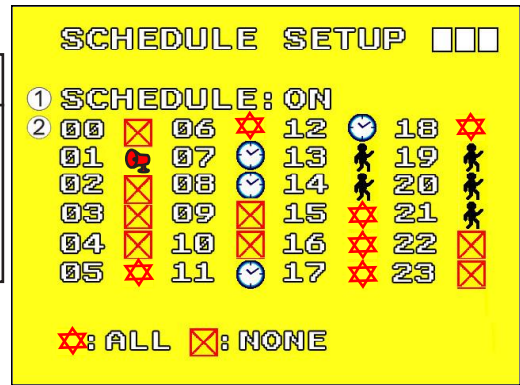 SCHEDULE SETUP
① SCHEDULE: ON
② 00 06 12 18
01 07 13 19
02 08 14 20
03 09 15 21
04 10 16 22
05 11 17 23
: ALL : NONE